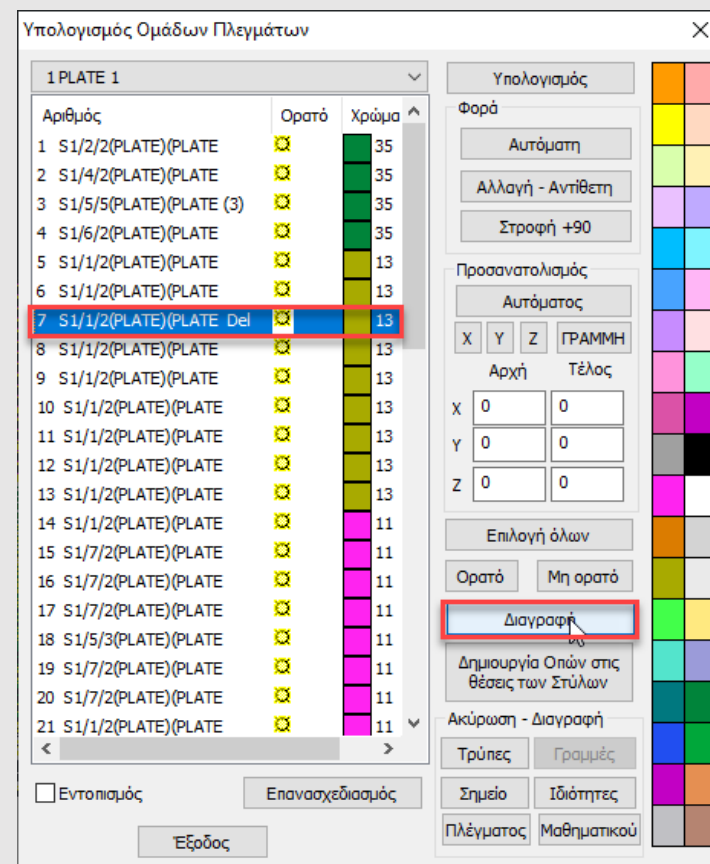 Υπολογισμός Ομάδων Πλεγμάτων
1 PLATE 1
Αριθμός Ορατό Χρώμα
1 S1/2/2(PLATE)(PLATE 35
2 S1/4/2(PLATE)(PLATE 35
3 S1/5/5(PLATE)(PLATE (3) 35
4 S1/6/2(PLATE)(PLATE 35
5 S1/1/2(PLATE)(PLATE 13
6 S1/1/2(PLATE)(PLATE 13
7 S1/1/2(PLATE)(PLATE Del 13
8 S1/1/2(PLATE)(PLATE 13
9 S1/1/2(PLATE)(PLATE 13
10 S1/1/2(PLATE)(PLATE 13
11 S1/1/2(PLATE)(PLATE 13
12 S1/1/2(PLATE)(PLATE 13
13 S1/1/2(PLATE)(PLATE 13
14 S1/1/2(PLATE)(PLATE 11
15 S1/7/2(PLATE)(PLATE 11
16 S1/7/2(PLATE)(PLATE 11
17 S1/7/2(PLATE)(PLATE 11
18 S1/5/3(PLATE)(PLATE 11
19 S1/7/2(PLATE)(PLATE 11
20 S1/7/2(PLATE)(PLATE 11
21 S1/1/2(PLATE)(PLATE 11
Εντοπισμός
Επανασχεδιασμός
Έξοδος
Υπολογισμός
Φορά
Αυτόματη
Αλλαγή - Αντίθετη
Στροφή +90
Προσανατολισμός
Αυτόματος
X Y Z ΓΡΑΜΜΗ
Αρχή Τέλος
X 0 0
Y 0 0
Z 0 0
Επιλογή όλων
Ορατό Μη ορατό
Διαγραφή
Δημιουργία Οπών στις
θέσεις των Στύλων
Ακύρωση - Διαγραφή
Τρύπες Γραμμές
Σημείο Ιδιότητες
Πλέγματος Μαθηματικού